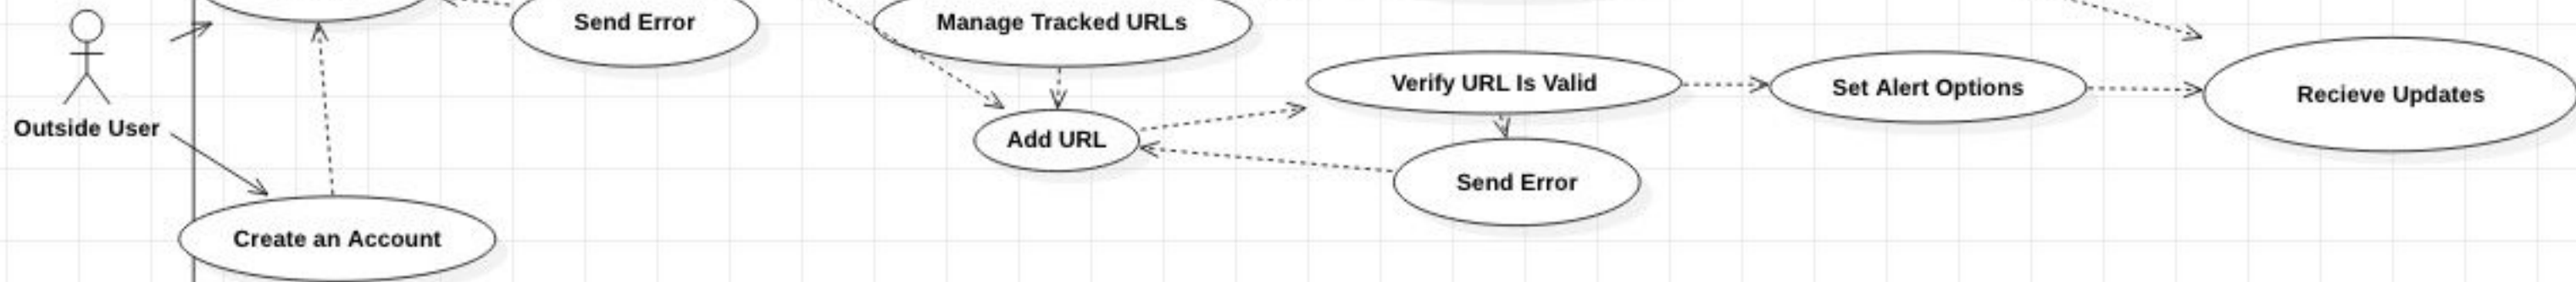 Send Error
Manage Tracked URLs
Verify URL Is Valid
Set Alert Options
Recieve Updates
Outside User
Add URL
Send Error
Create an Account